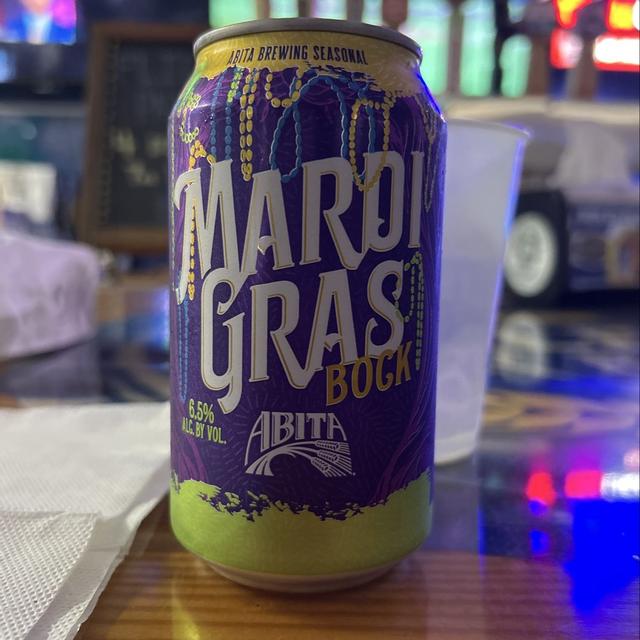 ABITA BREWING SEASONAL
MARDI
GRAS
BOCK
6.5%
ALC. BY VOL.
ABITA